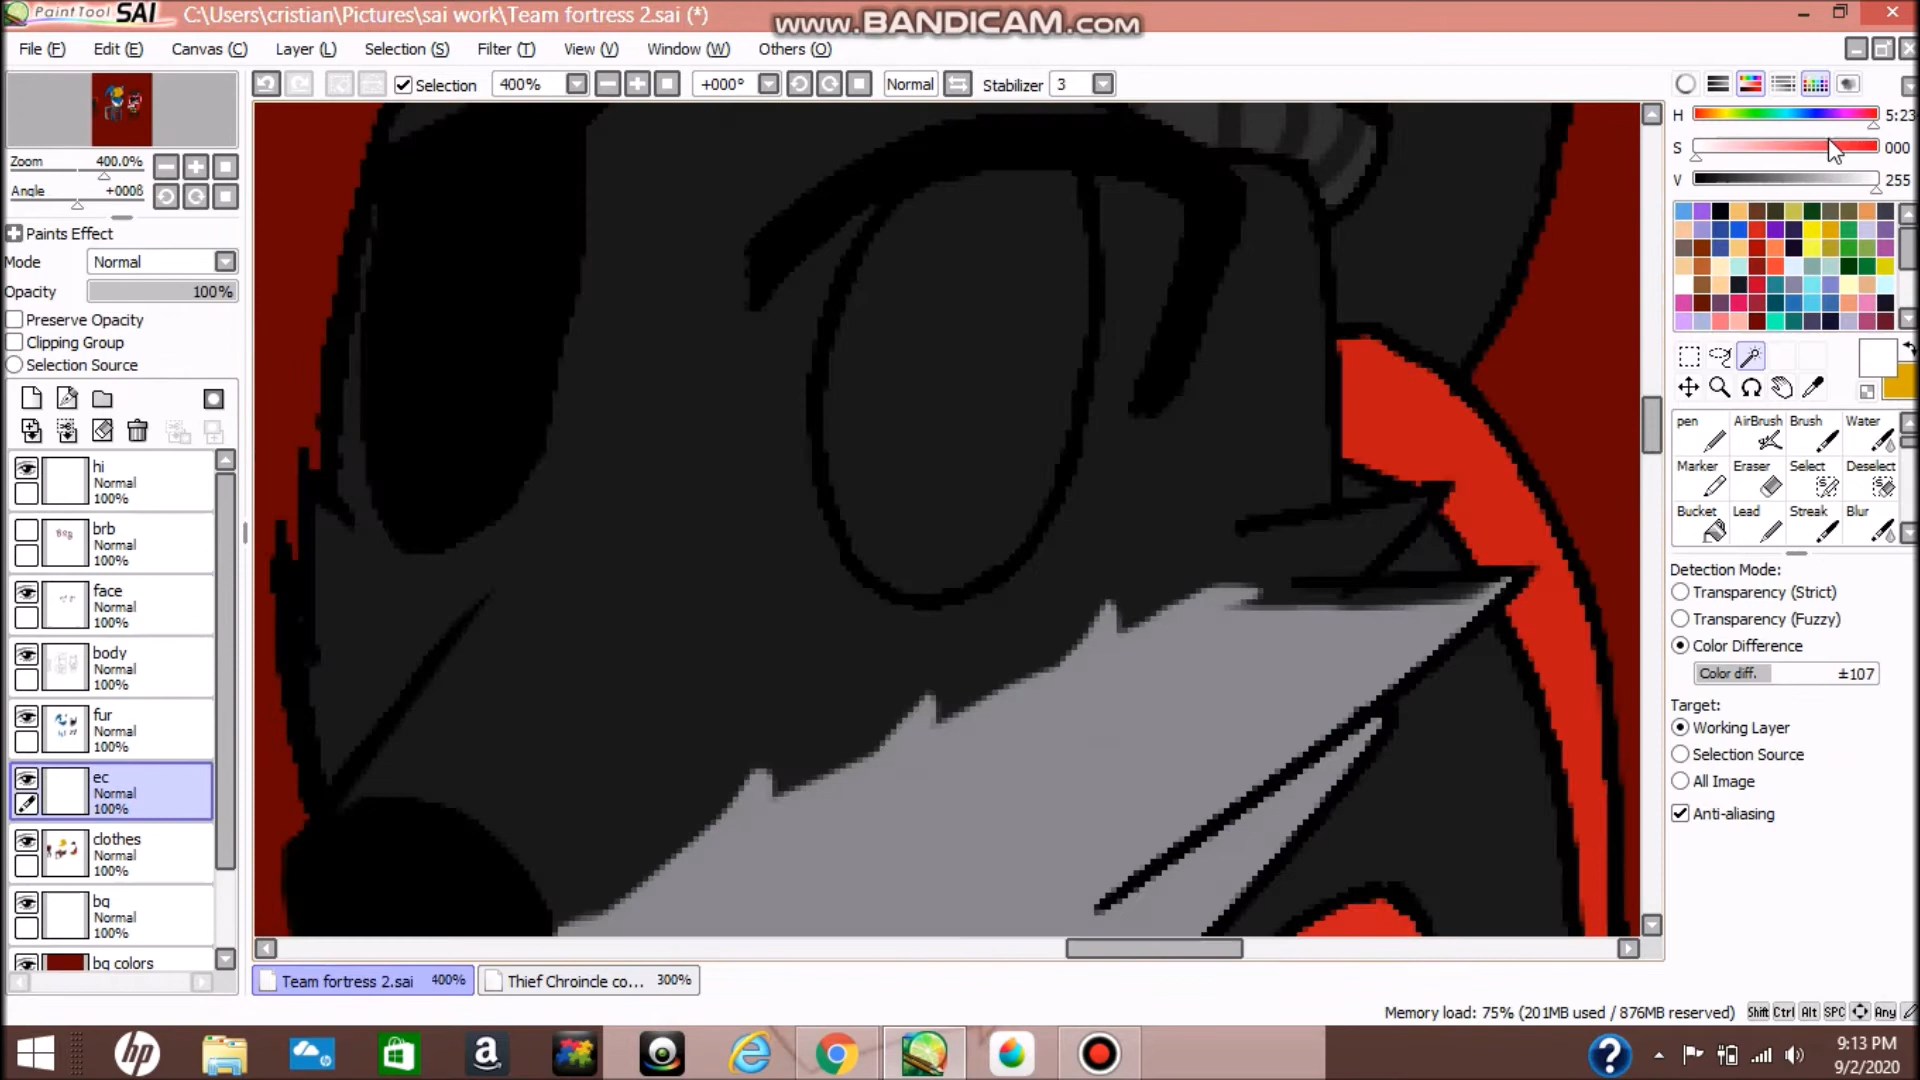 PaintTool SAI C:\Users\cristian\Pictures\sai work\Team fortress 2.sai (*)
www.BANDICAM.com
File (F) Edit (E) Canvas (C) Layer (L) Selection (S) Filter (T) View (V) Window (W) Others (O)
Selection 400% +000° Normal Stabilizer 3
H 5:23
S 000
V 255
Zoom 400.0%
Angle +000ß
Paints Effect
Mode Normal
Opacity 100%
Preserve Opacity
Clipping Group
Selection Source
hi
Normal
100%
brb
Normal
100%
face
Normal
100%
body
Normal
100%
fur
Normal
100%
ec
Normal
100%
clothes
Normal
100%
bg
Normal
100%
bg colors
pen AirBrush Brush Water
Marker Eraser Select Deselect
Bucket Lead Streak Blur
Detection Mode:
Transparency (Strict)
Transparency (Fuzzy)
Color Difference
Color diff. ±107
Target:
Working Layer
Selection Source
All Image
Anti-aliasing
Team fortress 2.sai 400% Thief Chroincle co... 300%
Memory load: 75% (201MB used / 876MB reserved) Shift Ctrl Alt SPC Any
hp
a
?
9:13 PM
9/2/2020